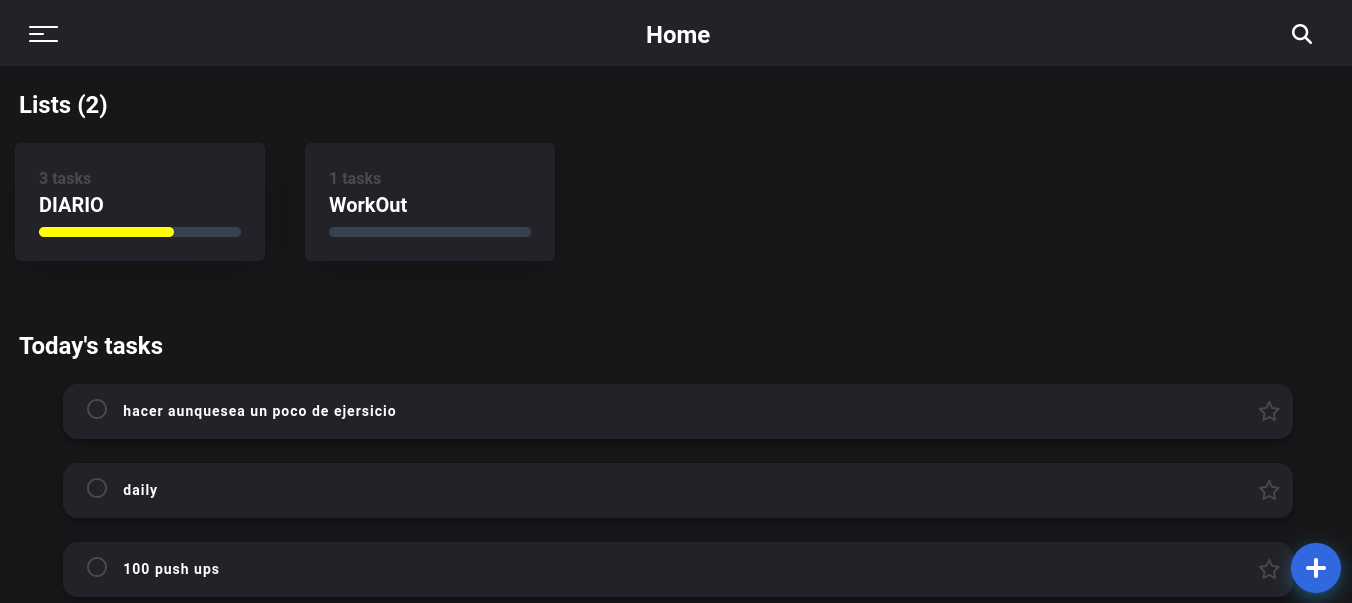 Home
Lists (2)
3 tasks
DIARIO
1 tasks
WorkOut
Today's tasks
hacer aunquesea un poco de ejersicio
daily
100 push ups